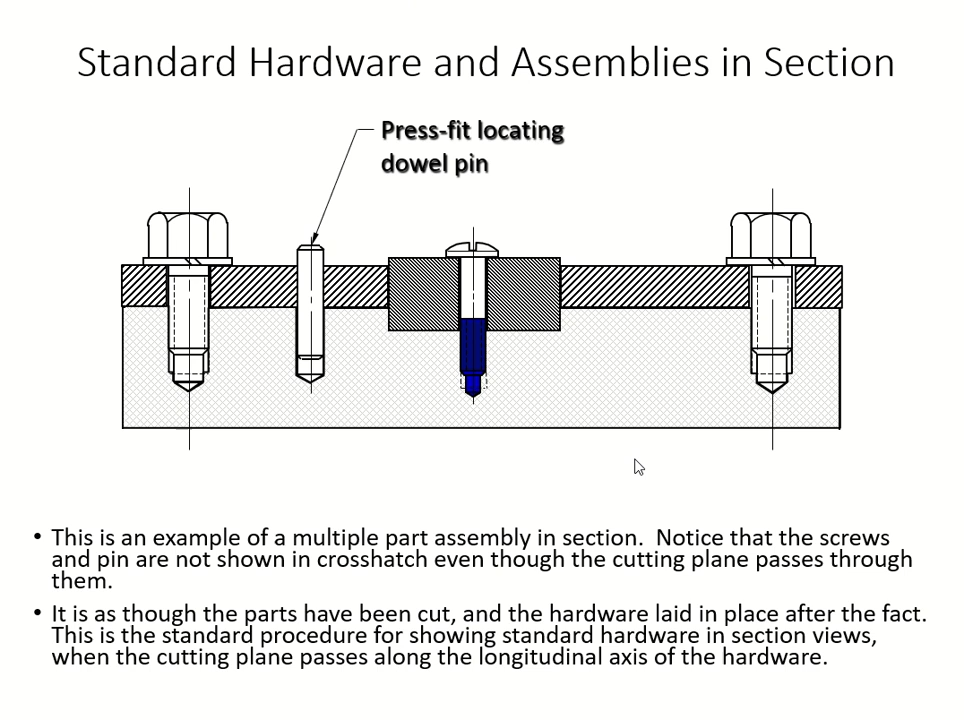 Standard Hardware and Assemblies in Section
Press-fit locating
dowel pin
• This is an example of a multiple part assembly in section.  Notice that the screws
and pin are not shown in crosshatch even though the cutting plane passes through
them.
• It is as though the parts have been cut, and the hardware laid in place after the fact.
This is the standard procedure for showing standard hardware in section views,
when the cutting plane passes along the longitudinal axis of the hardware.